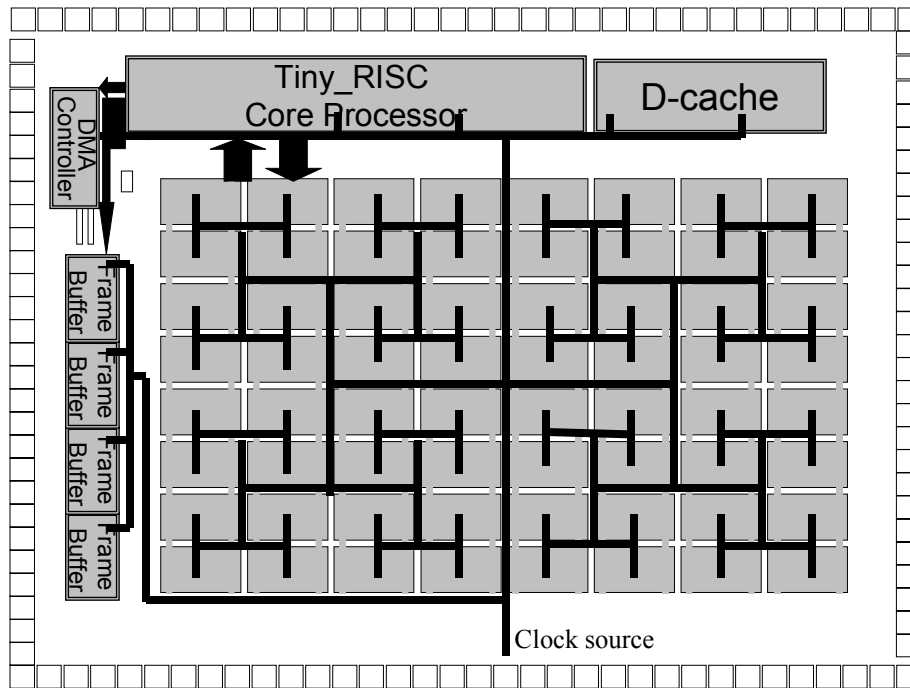 Tiny_RISC
Core Processor
D-cache
DMA
Controller
Frame
Buffer
Frame
Buffer
Frame
Buffer
Frame
Buffer
Clock source